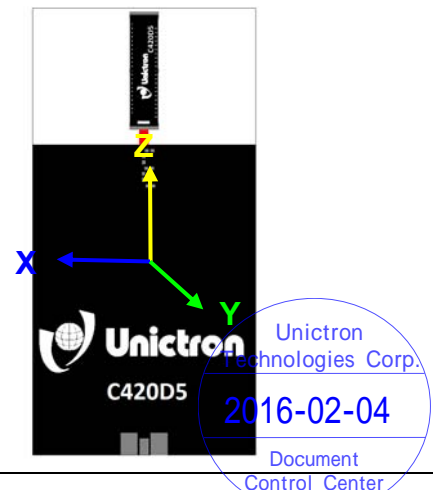 Unictron
C420D5
Z
X
Y
Unictron
C420D5
Unictron
Technologies Corp.
2016-02-04
Document
Control Center